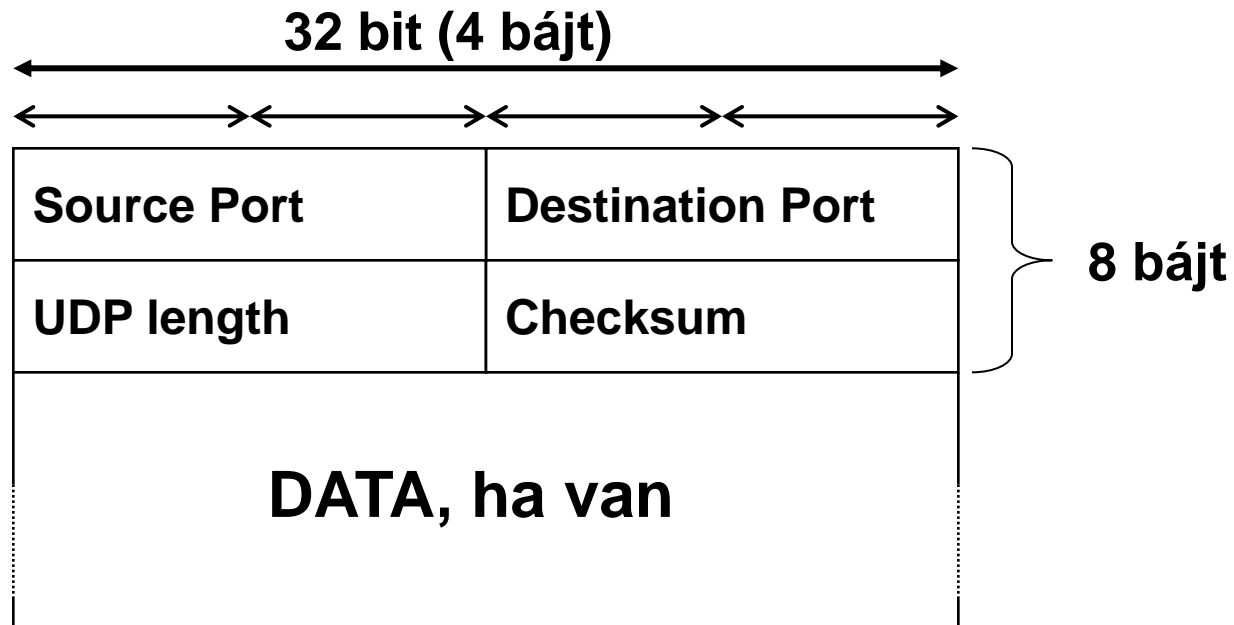 32 bit (4 bájt)
Source Port
Destination Port
8 bájt
UDP length
Checksum
DATA, ha van